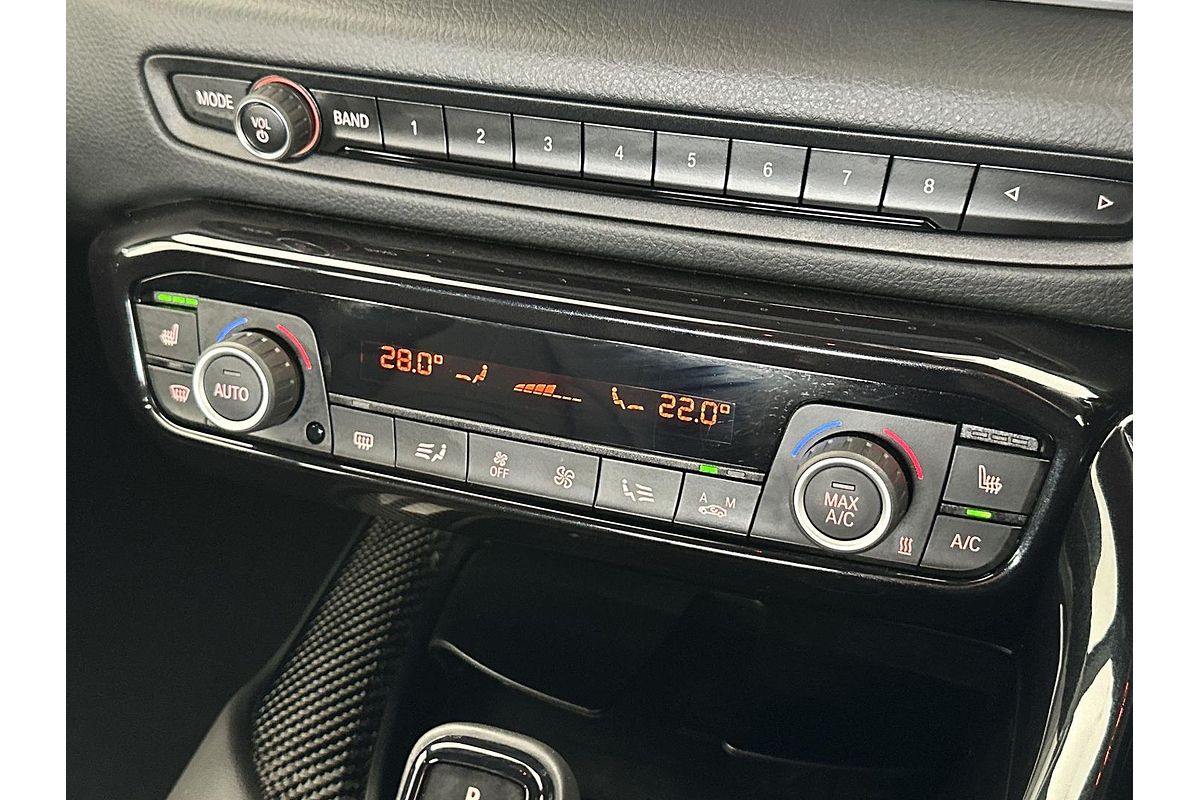 MODE
VOL
BAND
1
2
3
4
5
6
7
8
28.0°
22.0°
AUTO
OFF
A M
MAX
A/C
A/C